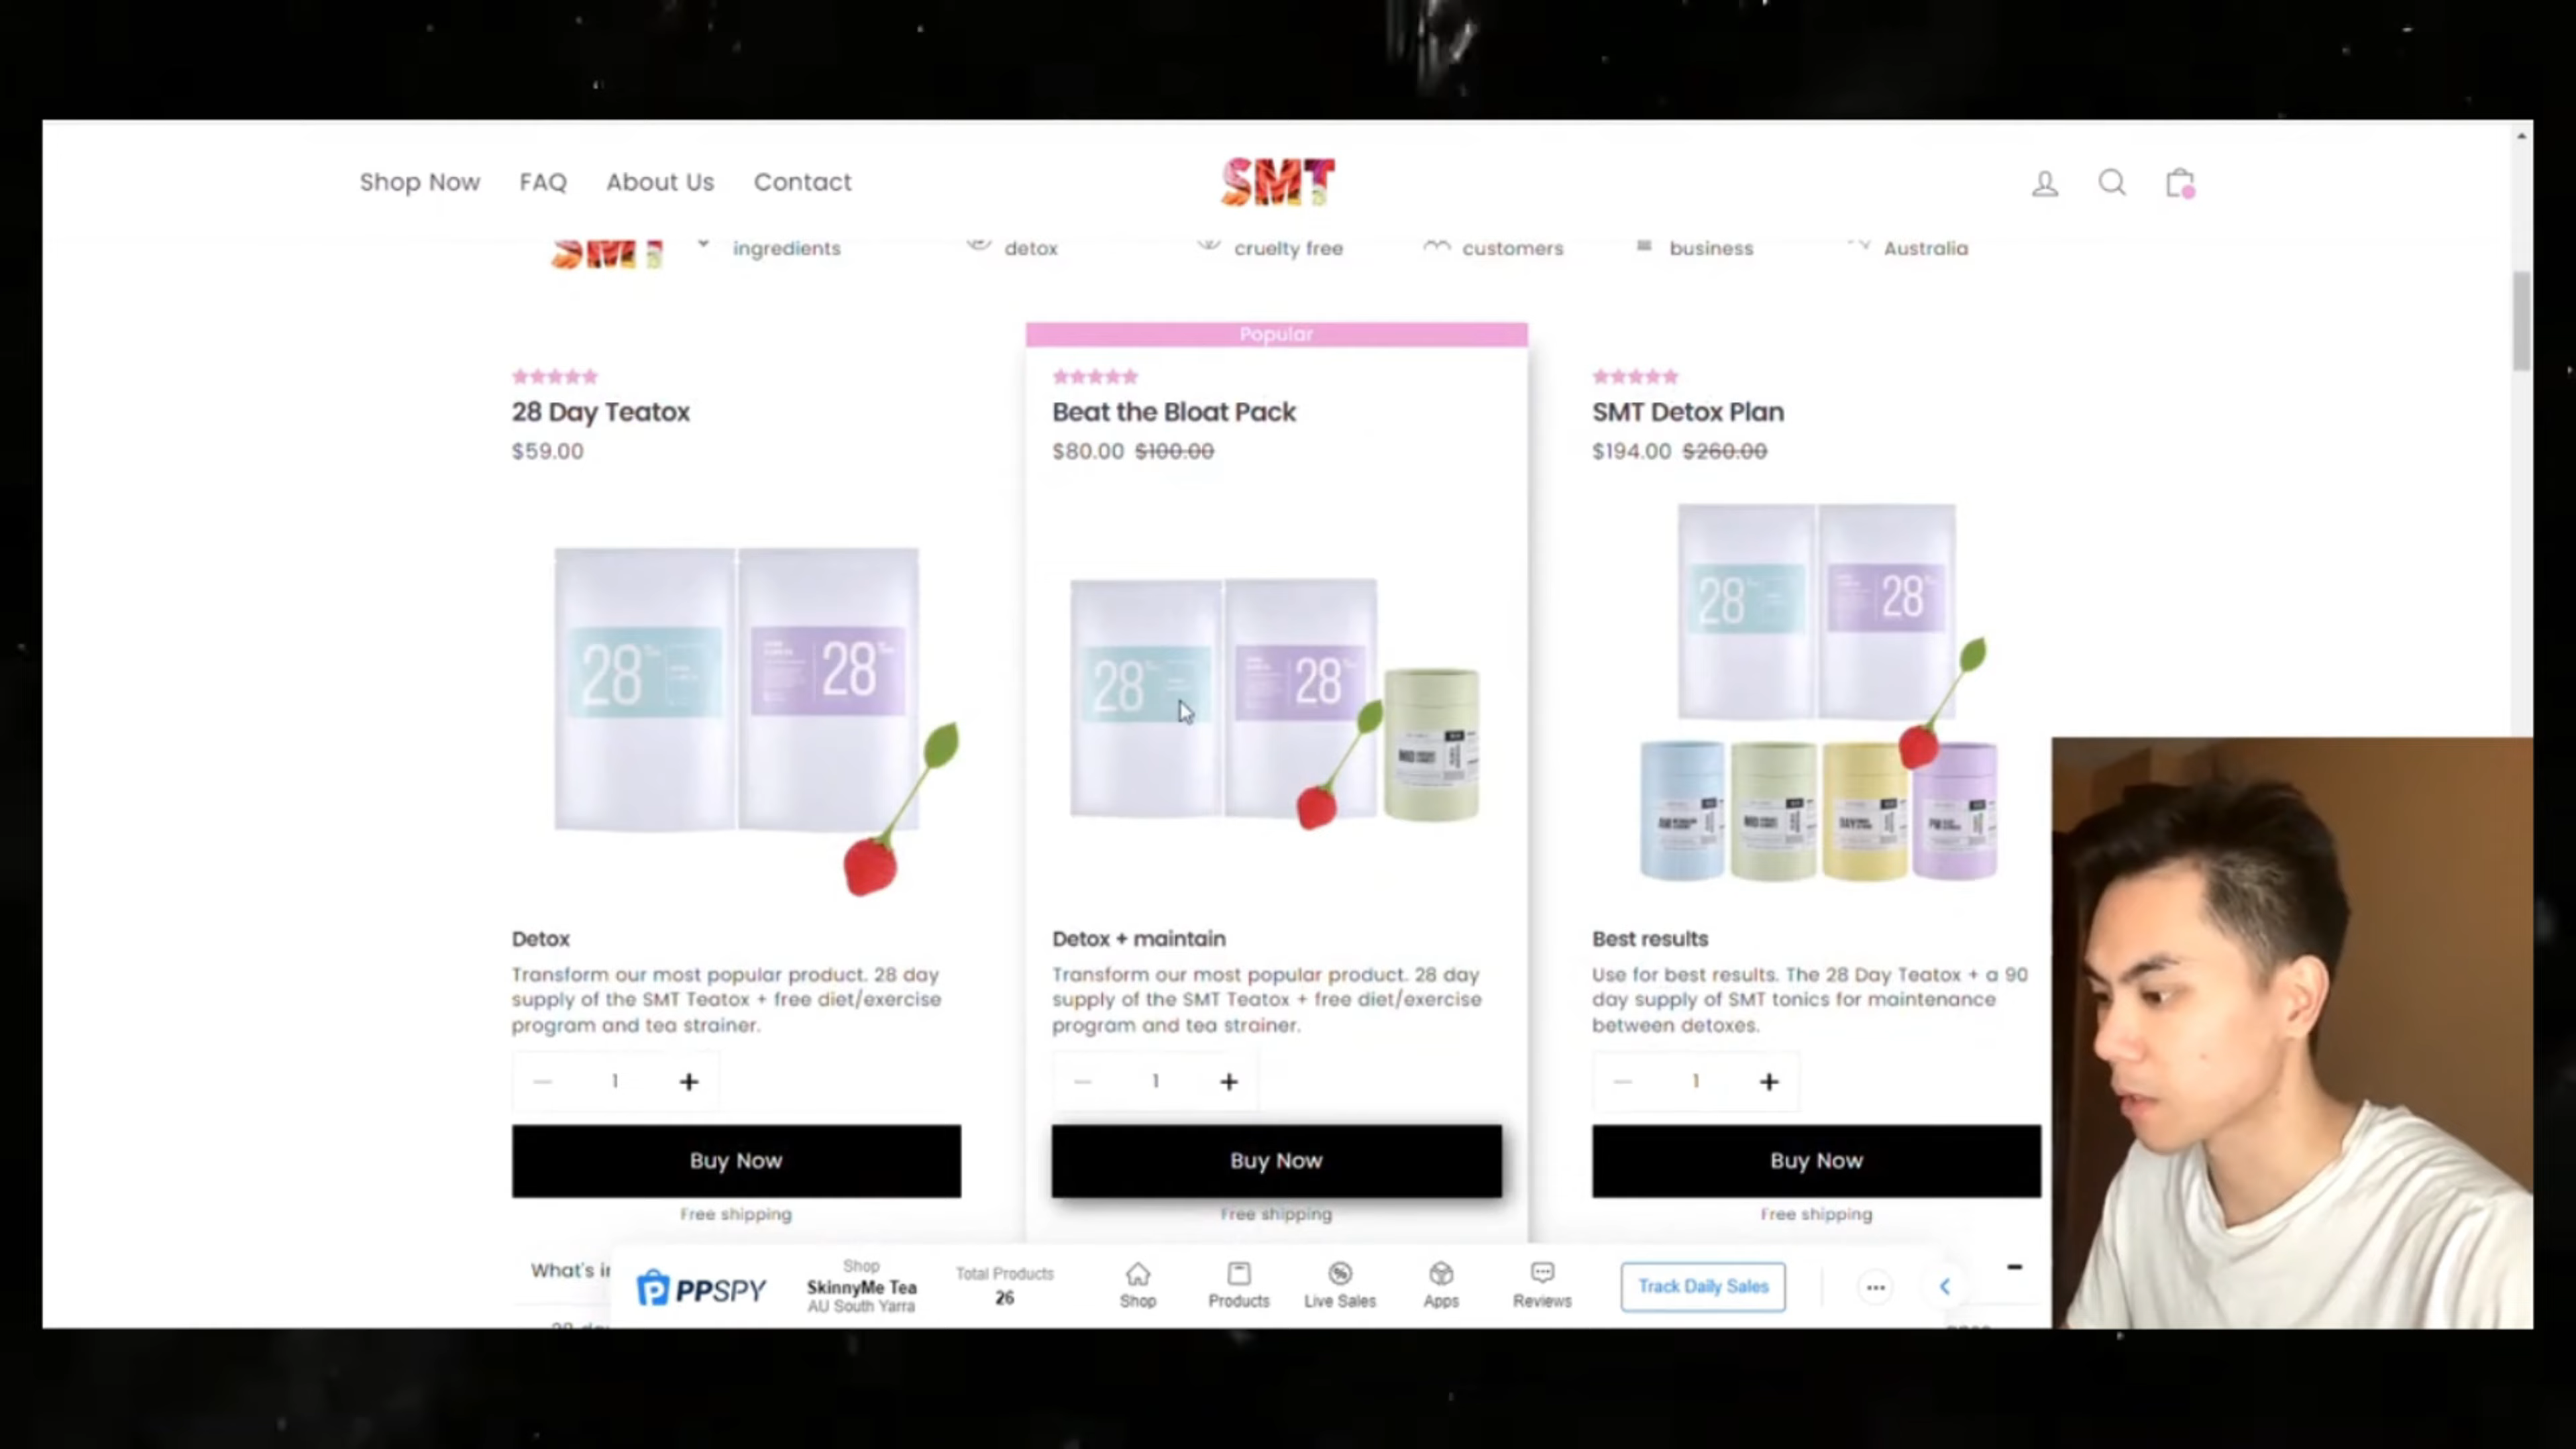 Shop Now
FAQ
About Us
Contact
SMT
SMT
ingredients
detox
cruelty free
customers
business
Australia
28 Day Teatox
$59.00
28
28
Detox
Transform our most popular product. 28 day
supply of the SMT Teatox + free diet/exercise
program and tea strainer.
1
Buy Now
Free shipping
Popular
Beat the Bloat Pack
$80.00 $100.00
28
28
Detox + maintain
Transform our most popular product. 28 day
supply of the SMT Teatox + free diet/exercise
program and tea strainer.
1
Buy Now
Free shipping
SMT Detox Plan
$194.00 $260.00
28
28
Best results
Use for best results. The 28 Day Teatox + a 90
day supply of SMT tonics for maintenance
between detoxes.
1
Buy Now
Free shipping
What's i
PPSPY
Shop
SkinnyMe Tea
AU South Yarra
Total Products
26
Shop
Products
Live Sales
Apps
Reviews
Track Daily Sales